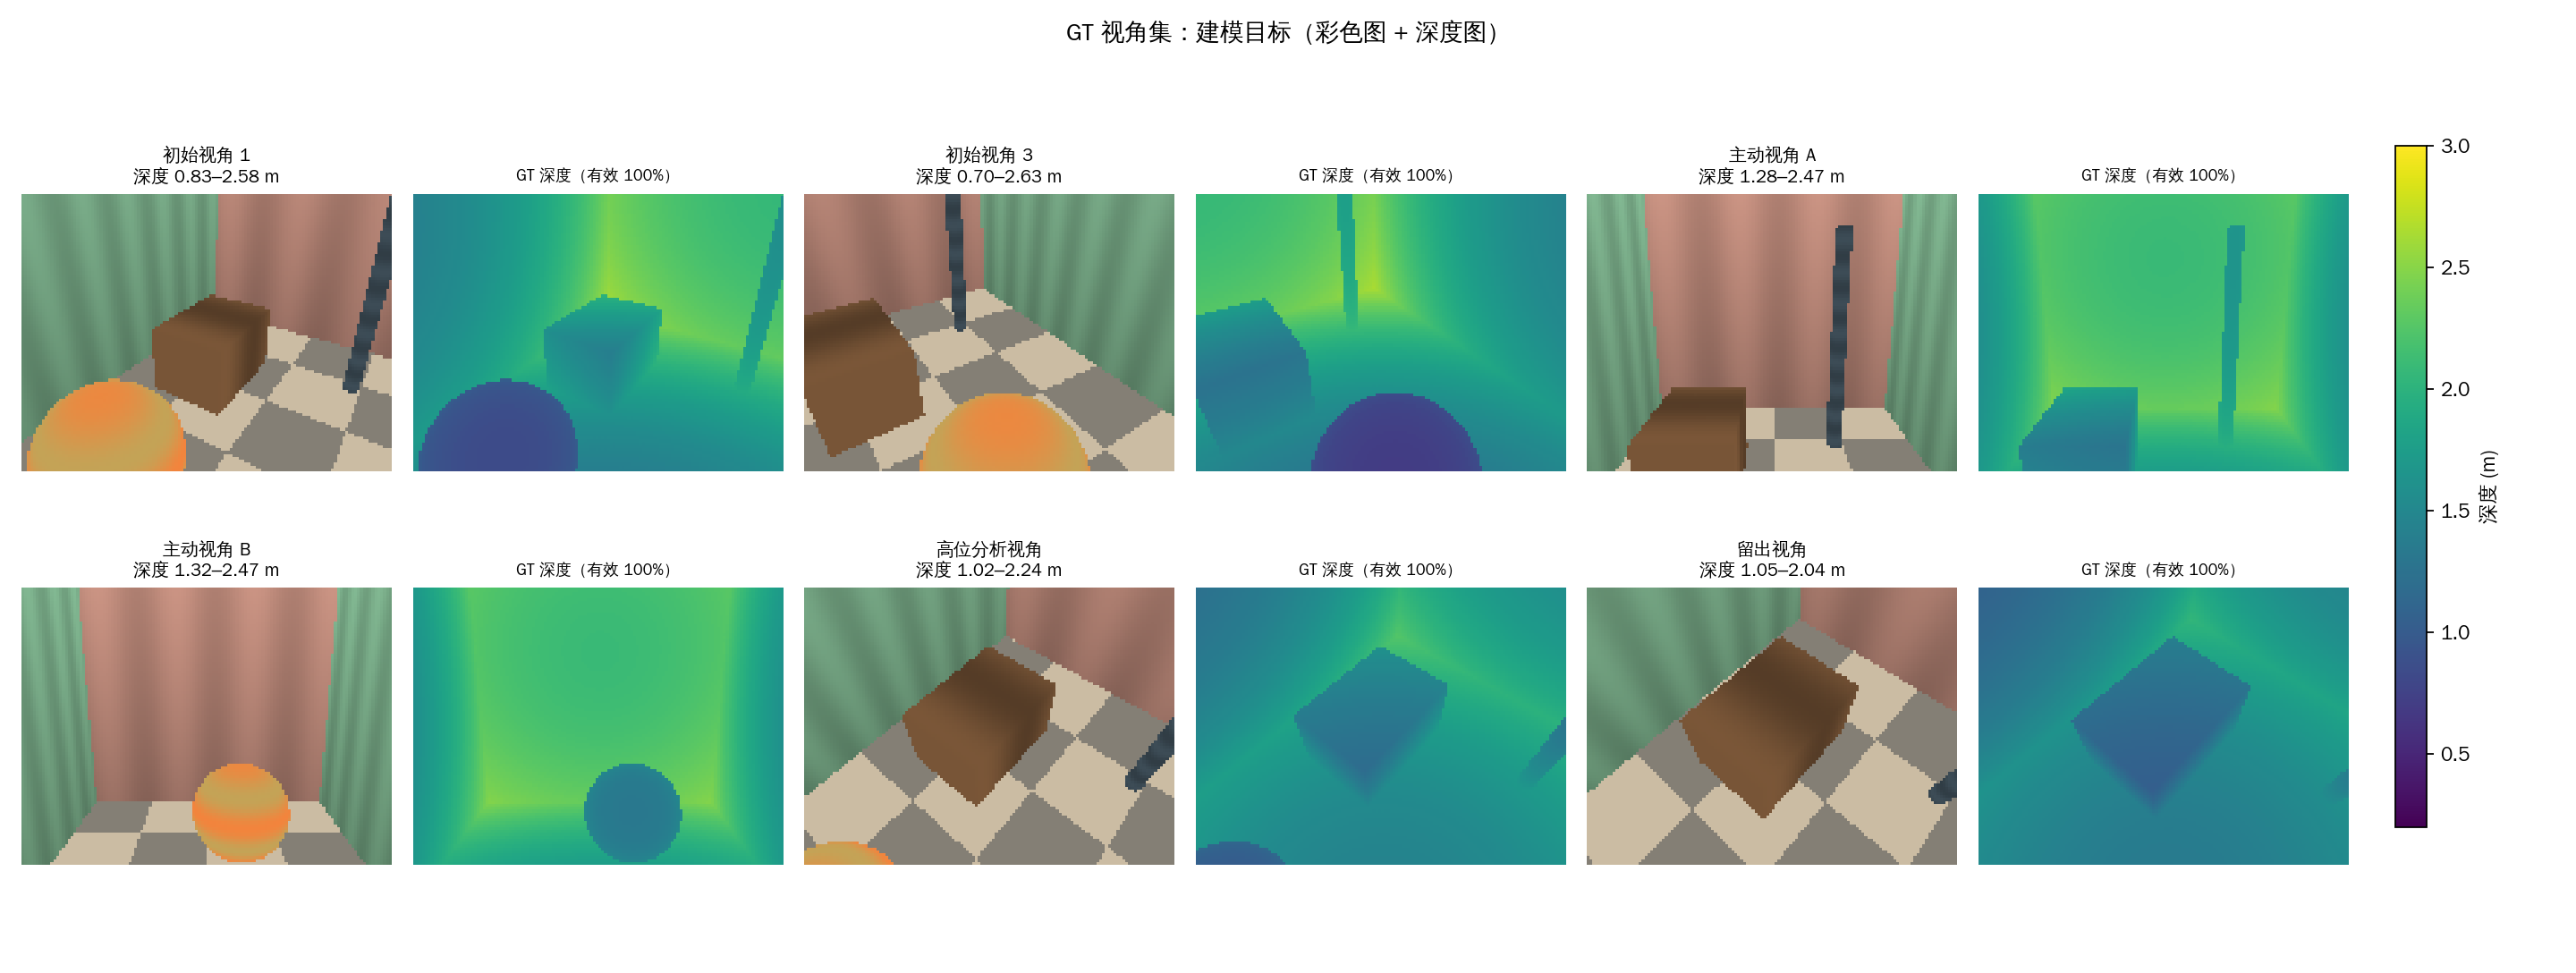 GT 视角集：建模目标（彩色图 + 深度图）
初始视角 1
深度 0.83–2.58 m
GT 深度（有效 100%）
初始视角 3
深度 0.70–2.63 m
GT 深度（有效 100%）
主动视角 A
深度 1.28–2.47 m
GT 深度（有效 100%）
主动视角 B
深度 1.32–2.47 m
GT 深度（有效 100%）
高位分析视角
深度 1.02–2.24 m
GT 深度（有效 100%）
留出视角
深度 1.05–2.04 m
GT 深度（有效 100%）
3.0
2.5
2.0
1.5
1.0
0.5
深度 (m)